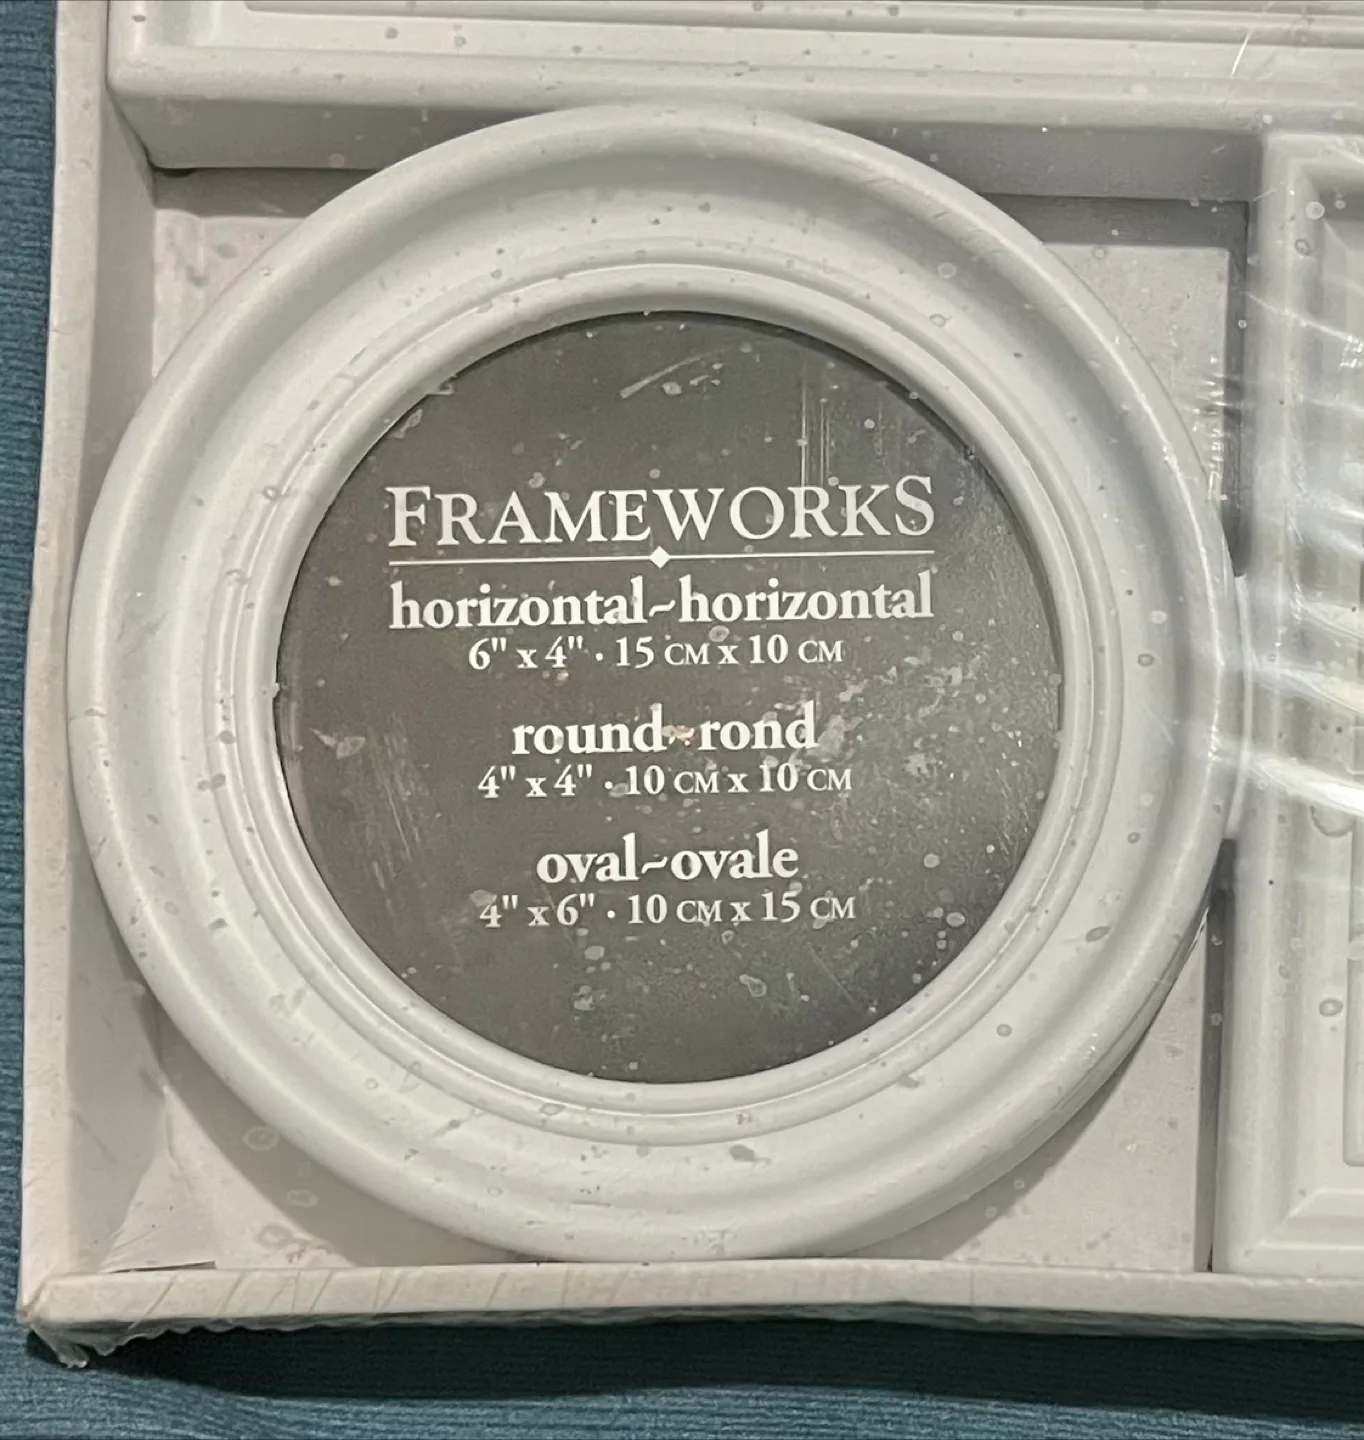 FRAMEWORKS
horizontal~horizontal
6" x 4" · 15 CM x 10 CM
round~rond
4" x 4" · 10 CM x 10 CM
oval~ovale
4" x 6" · 10 CM x 15 CM